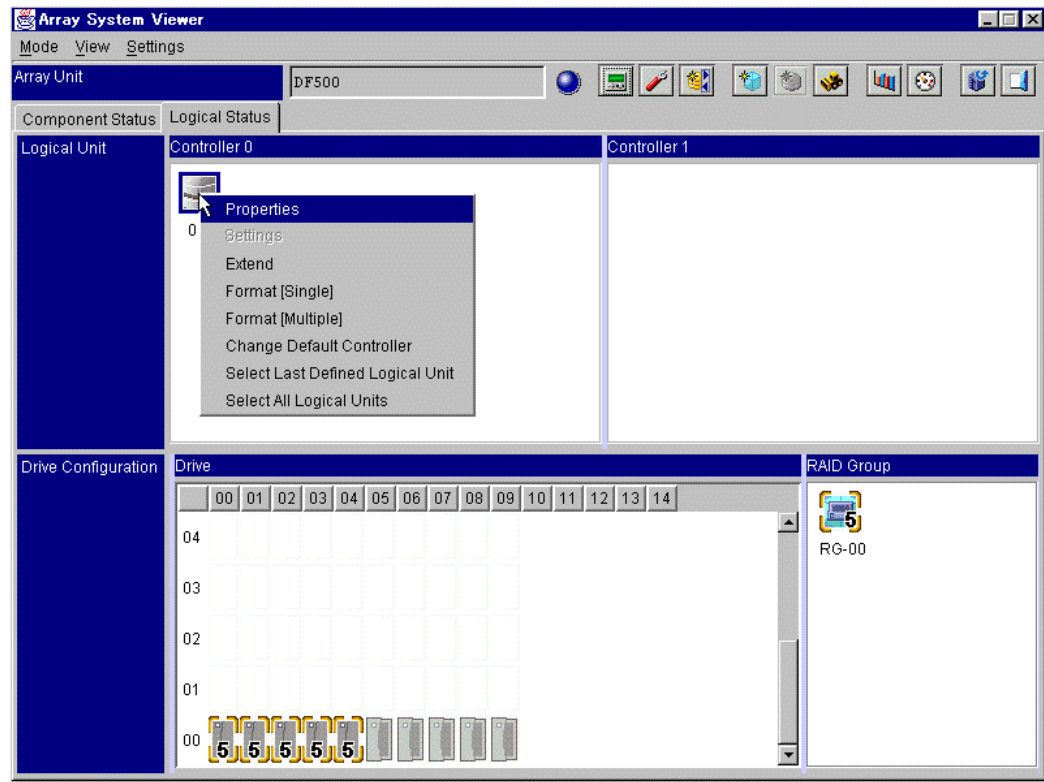 Array System Viewer
Mode View Settings
Array Unit DF500
Component Status Logical Status
Logical Unit Controller 0 Controller 1
0
Properties
Settings
Extend
Format [Single]
Format [Multiple]
Change Default Controller
Select Last Defined Logical Unit
Select All Logical Units
Drive Configuration Drive RAID Group
00 01 02 03 04 05 06 07 08 09 10 11 12 13 14
04
5
RG-00
03
02
01
00 5 5 5 5 5